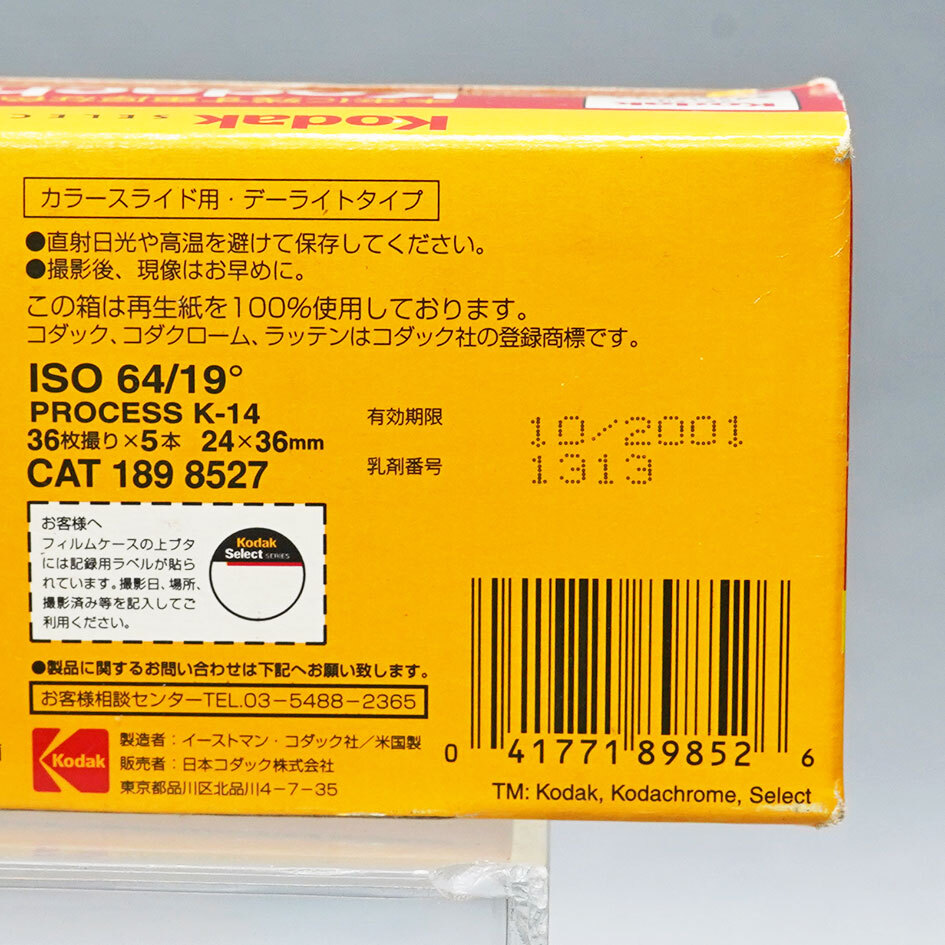 Kodak
Kodak SELEC
カラースライド用・デーライトタイプ
●直射日光や高温を避けて保存してください。
●撮影後、現像はお早めに。
この箱は再生紙を100%使用しております。
コダック、コダクローム、ラッテンはコダック社の登録商標です。
ISO 64/19°
PROCESS K-14
36枚撮り×5本 24×36mm
CAT 189 8527
有効期限 10/2001
乳剤番号 1313
お客様へ
フィルムケースの上ブタ
には記録用ラベルが貼ら
れています。撮影日、場所、
撮影済み等を記入してご
利用ください。
Kodak
Select SERIES
●製品に関するお問い合わせは下記へお願い致します。
お客様相談センターTEL.03-5488-2365
Kodak
製造者：イーストマン・コダック社／米国製
販売者：日本コダック株式会社
東京都品川区北品川4-7-35
0 41771 89852 6
TM: Kodak, Kodachrome, Select